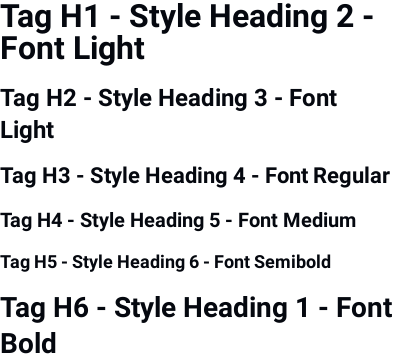 Tag H1 - Style Heading 2 -
Font Light
Tag H2 - Style Heading 3 - Font
Light
Tag H3 - Style Heading 4 - Font Regular
Tag H4 - Style Heading 5 - Font Medium
Tag H5 - Style Heading 6 - Font Semibold
Tag H6 - Style Heading 1 - Font
Bold